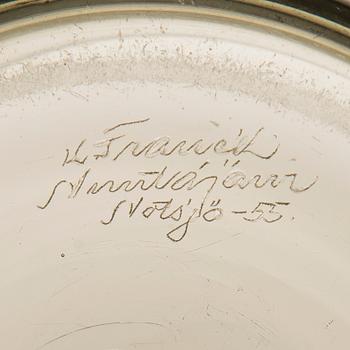 K Franck
Nuutajärvi
Notsjö -55.